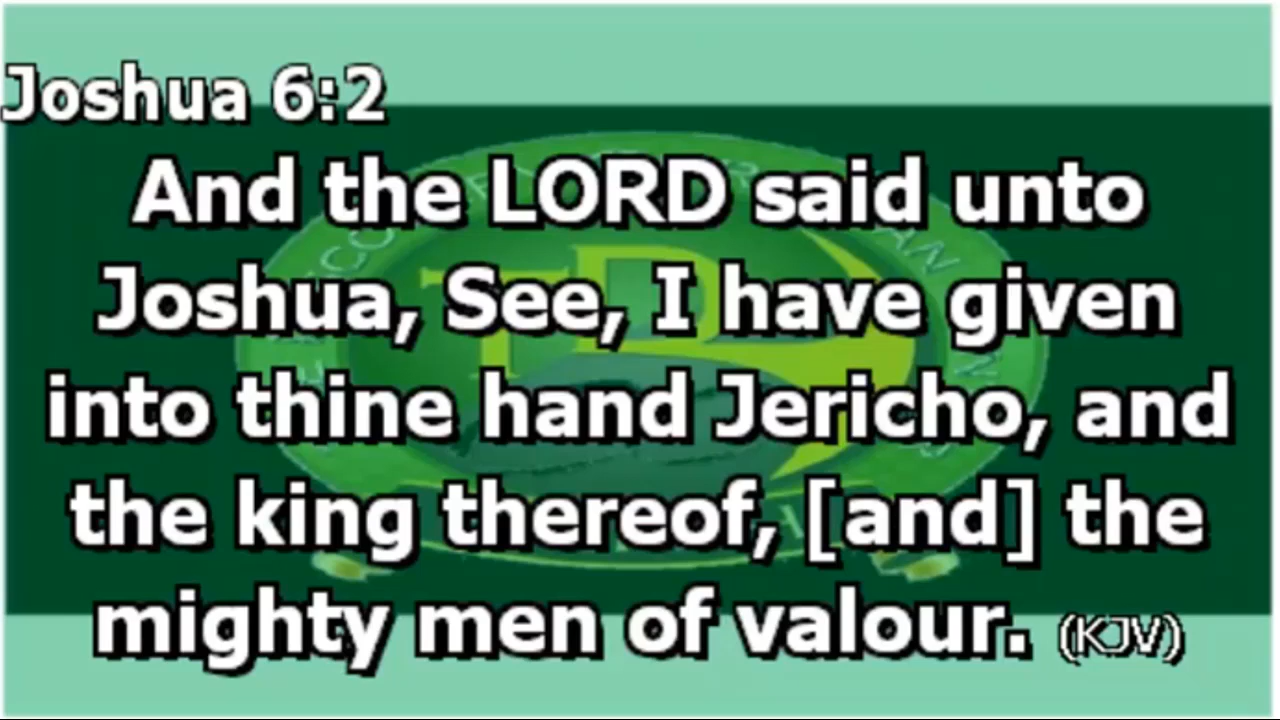 Joshua 6:2
And the LORD said unto
Joshua, See, I have given
into thine hand Jericho, and
the king thereof, [and] the
mighty men of valour. (KJV)